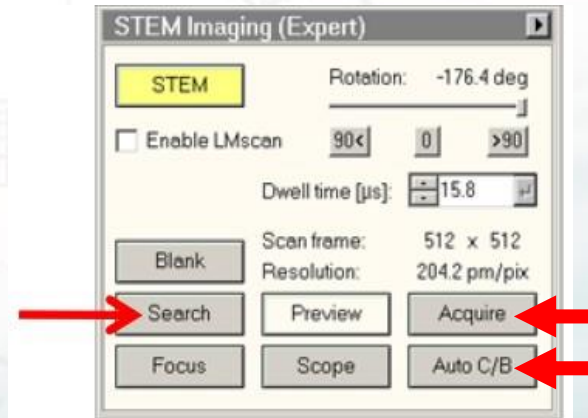 STEM Imaging (Expert)
STEM Rotation: -176.4 deg
Enable LMscan 90< 0 >90
Dwell time [µs]: 15.8
Blank Scan frame: 512 x 512
Resolution: 204.2 pm/pix
Search Preview Acquire
Focus Scope Auto C/B